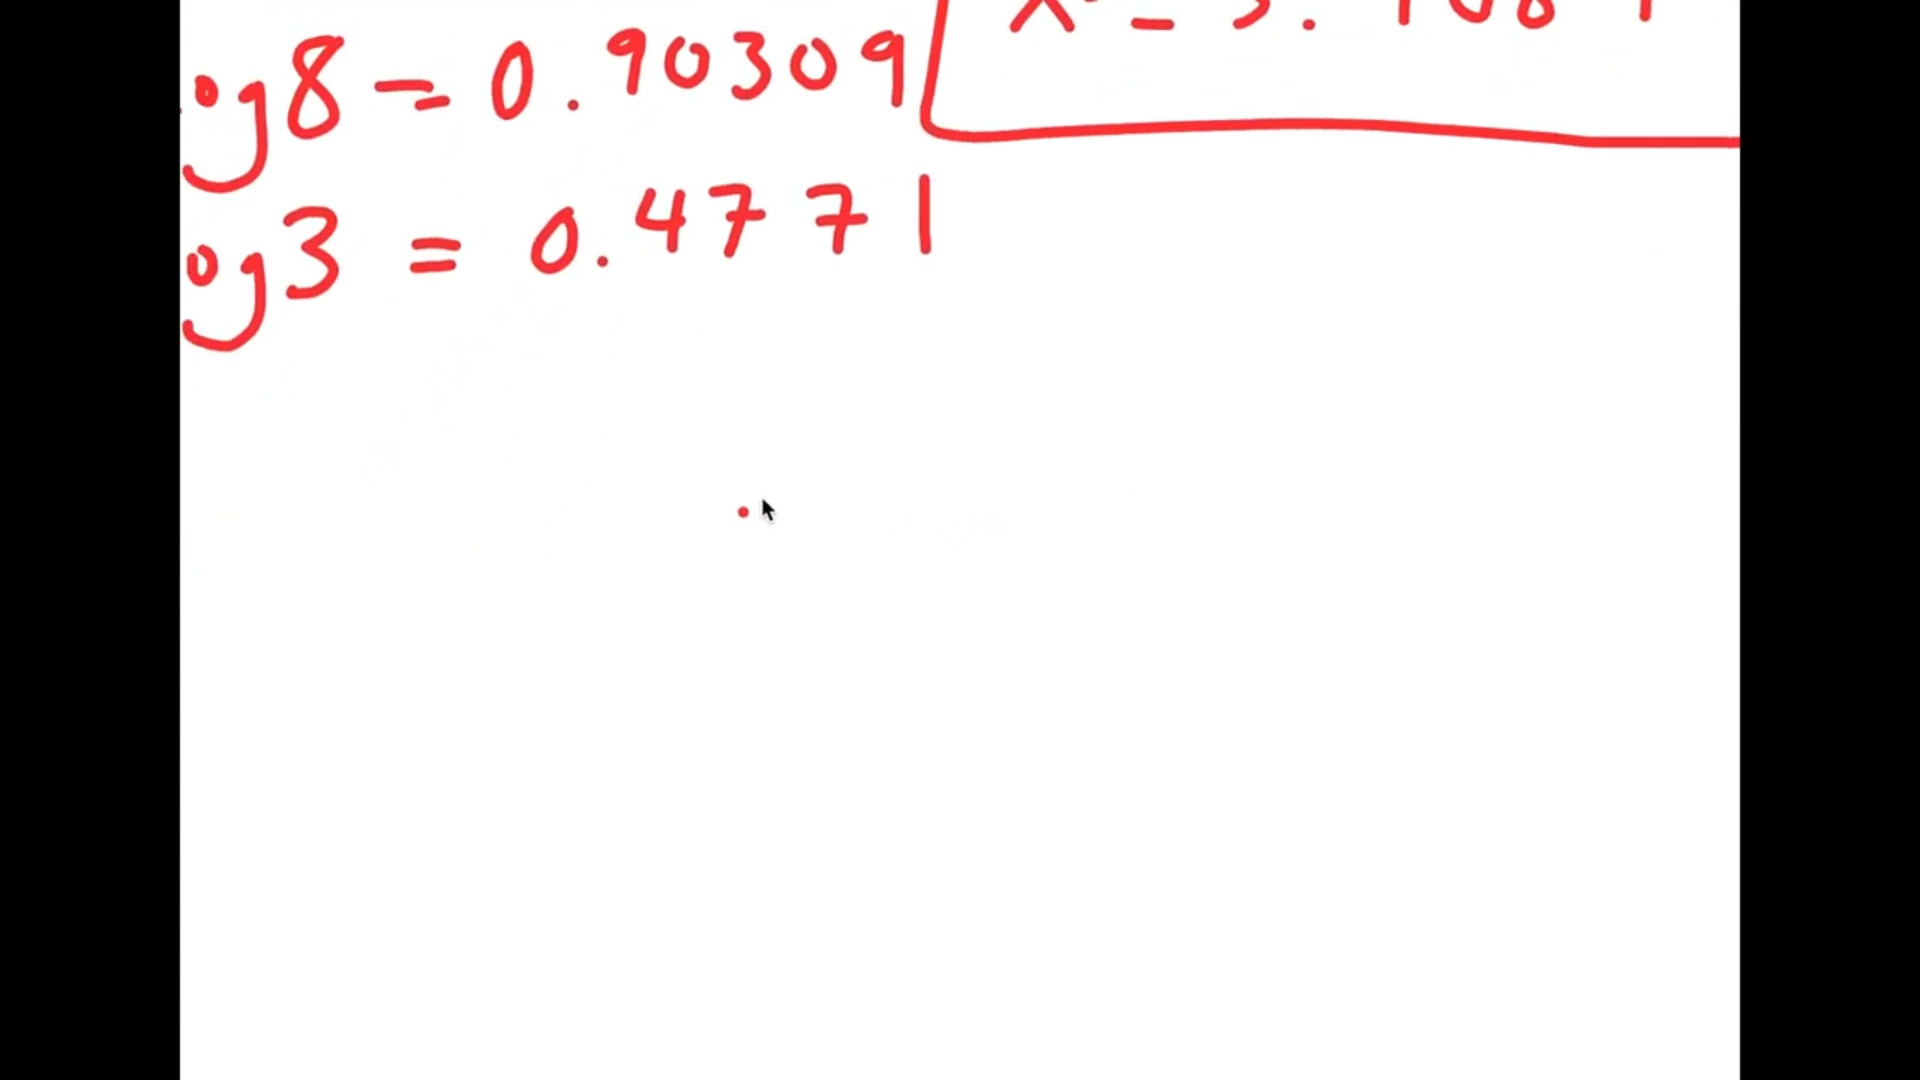 og8 = 0.90309
og3 = 0.4771